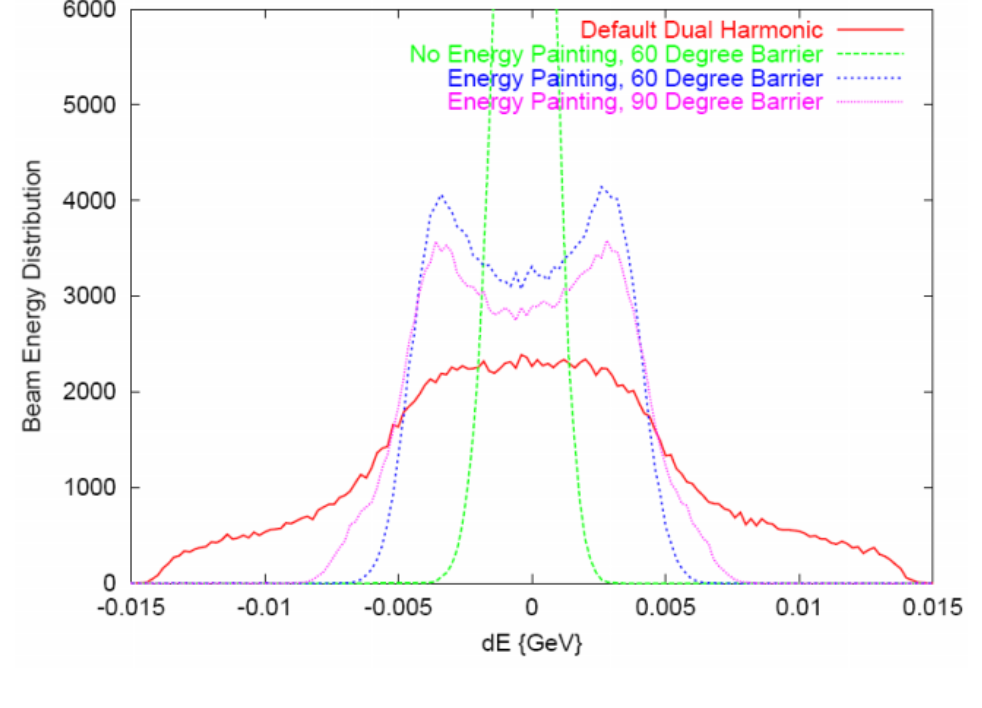 6000
5000
4000
3000
2000
1000
0
Beam Energy Distribution
Default Dual Harmonic
No Energy Painting, 60 Degree Barrier
Energy Painting, 60 Degree Barrier
Energy Painting, 90 Degree Barrier
-0.015 -0.01 -0.005 0 0.005 0.01 0.015
dE {GeV}